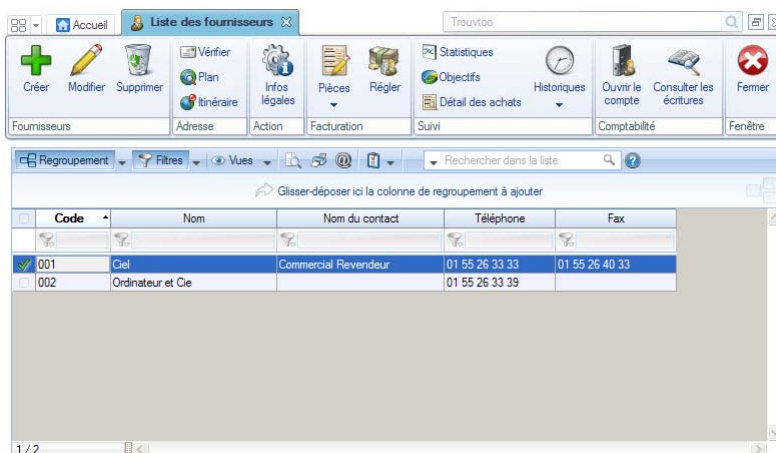 Accueil
Liste des fournisseurs
Trouvtoo
Créer
Modifier
Supprimer
Vérifier
Plan
Itinéraire
Infos légales
Pièces
Régler
Statistiques
Objectifs
Détail des achats
Historiques
Ouvrir le compte
Consulter les écritures
Fermer
Fournisseurs
Adresse
Action
Facturation
Suivi
Comptabilité
Fenêtre
Regroupement
Filtres
Vues
Rechercher dans la liste
Glisser-déposer ici la colonne de regroupement à ajouter
Code Nom Nom du contact Téléphone Fax
001 Ciel Commercial Revendeur 01 55 26 33 33 01 55 26 40 33
002 Ordinateur et Cie 01 55 26 33 39
1 / 2